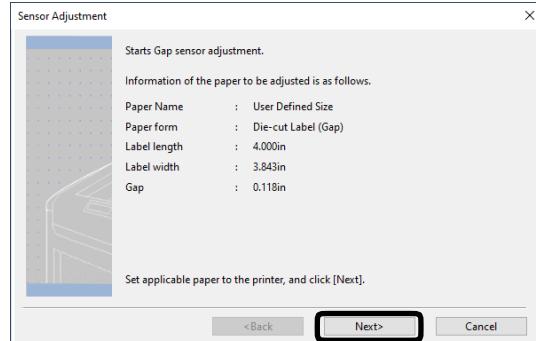 Sensor Adjustment
Starts Gap sensor adjustment.
Information of the paper to be adjusted is as follows.
Paper Name : User Defined Size
Paper form : Die-cut Label (Gap)
Label length : 4.000in
Label width : 3.843in
Gap : 0.118in
Set applicable paper to the printer, and click [Next].
<Back Next> Cancel